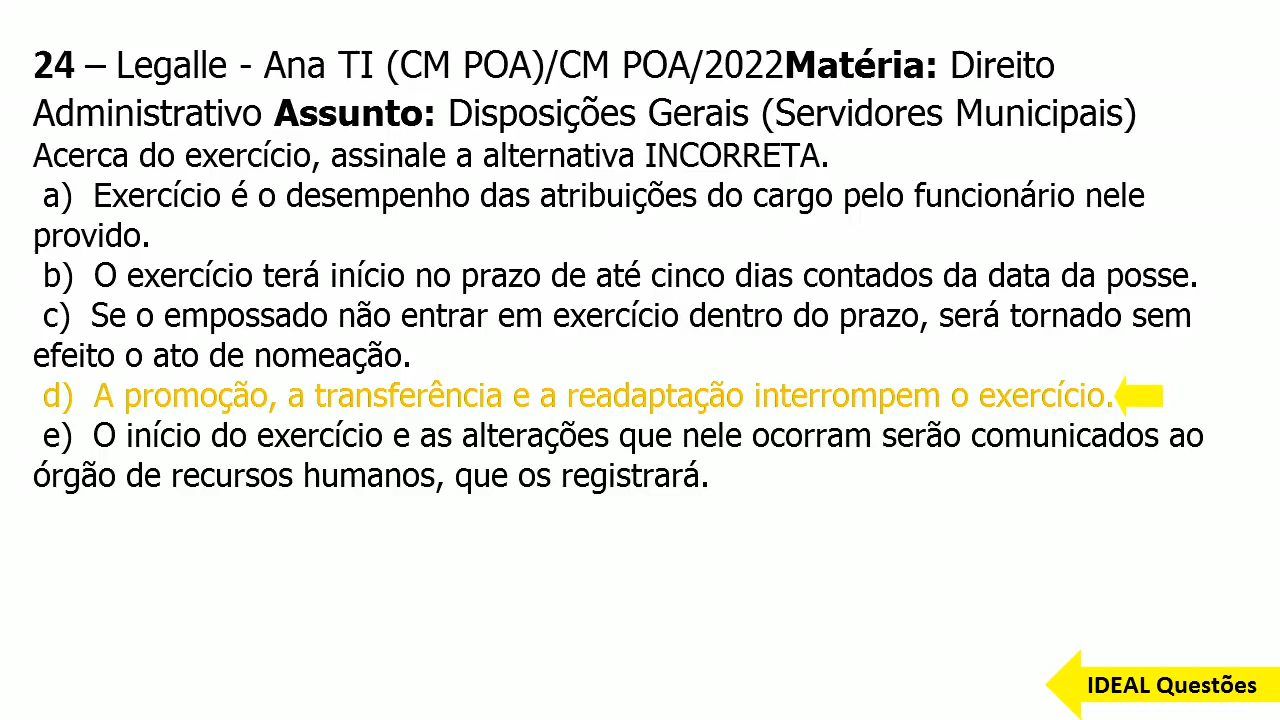 24 – Legalle - Ana TI (CM POA)/CM POA/2022Matéria: Direito
Administrativo Assunto: Disposições Gerais (Servidores Municipais)
Acerca do exercício, assinale a alternativa INCORRETA.
a) Exercício é o desempenho das atribuições do cargo pelo funcionário nele
provido.
b) O exercício terá início no prazo de até cinco dias contados da data da posse.
c) Se o empossado não entrar em exercício dentro do prazo, será tornado sem
efeito o ato de nomeação.
d) A promoção, a transferência e a readaptação interrompem o exercício.
e) O início do exercício e as alterações que nele ocorram serão comunicados ao
órgão de recursos humanos, que os registrará.
IDEAL Questões